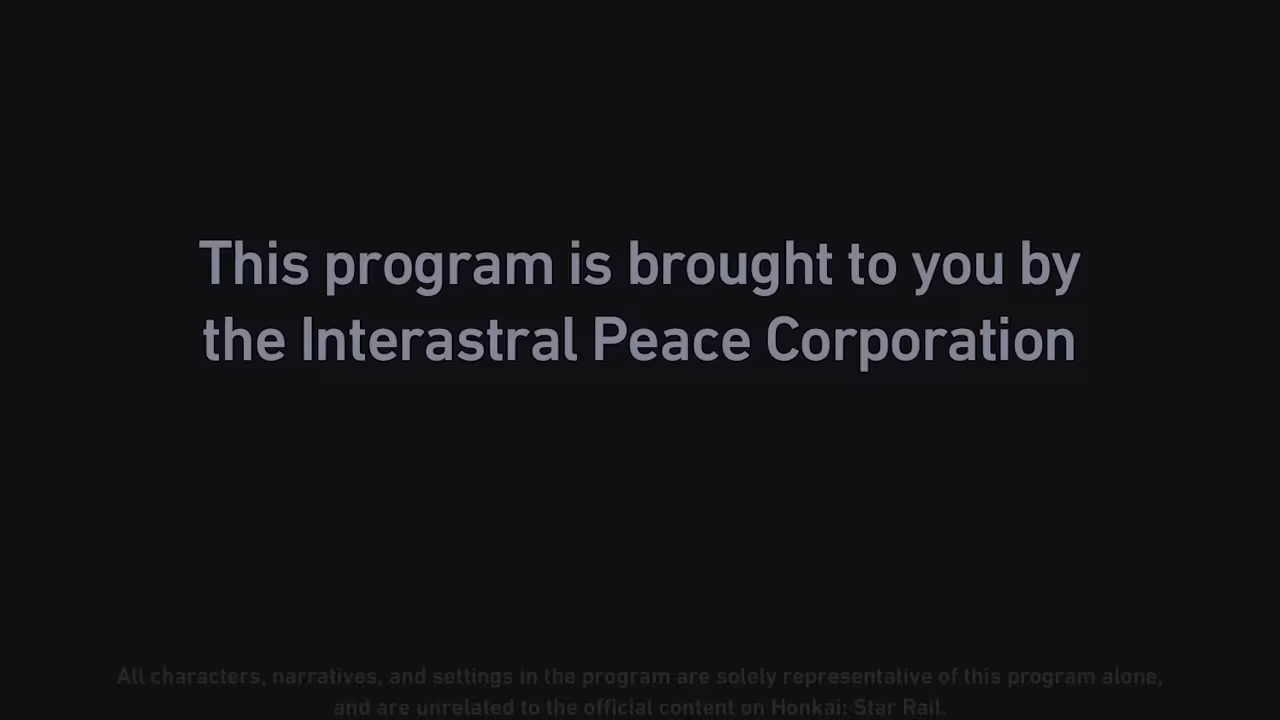 This program is brought to you by
the Interastral Peace Corporation
All characters, narratives, and settings in the program are solely representative of this program alone,
and are unrelated to the official content on Honkai: Star Rail.